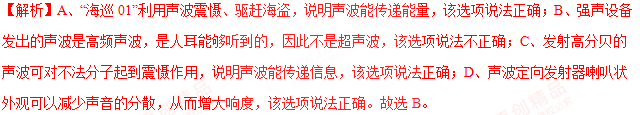 【解析】A、“海巡 01”利用声波震慑、驱赶海盗，说明声波能传递能量，该选项说法正确；B、强声设备
发出的声波是高频声波，是人耳能够听到的，因此不是超声波，该选项说法不正确；C、发射高分贝的
声波可对不法分子起到震慑作用，说明声波能传递信息，该选项说法正确；D、声波定向发射器喇叭状
外观可以减少声音的分散，从而增大响度，该选项说法正确。故选 B。